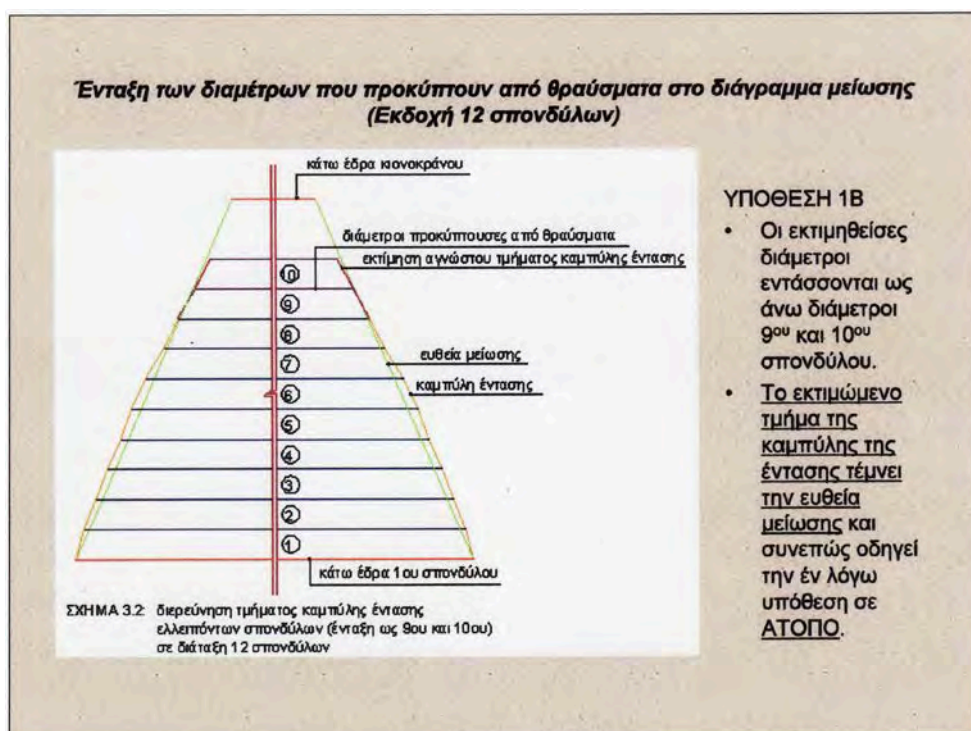 Ένταξη των διαμέτρων που προκύπτουν από θραύσματα στο διάγραμμα μείωσης
(Εκδοχή 12 σπονδύλων)
κάτω έδρα κιονοκράνου
διάμετροι προκύπτουσες από θραύσματα
εκτίμηση αγνώστου τμήματος καμπύλης έντασης
10
9
8
7
ευθεία μείωσης
6
καμπύλη έντασης
5
4
3
2
1
κάτω έδρα 1ου σπονδύλου
ΣΧΗΜΑ 3.2: διερεύνηση τμήματος καμπύλης έντασης
ελλειπόντων σπονδύλων (ένταξη ως 9ου και 10ου)
σε διάταξη 12 σπονδύλων
ΥΠΟΘΕΣΗ 1Β
• Οι εκτιμηθείσες
διάμετροι
εντάσσονται ως
άνω διάμετροι
9ου και 10ου
σπονδύλου.
• Το εκτιμώμενο
τμήμα της
καμπύλης της
έντασης τέμνει
την ευθεία
μείωσης και
συνεπώς οδηγεί
την έν λόγω
υπόθεση σε
ΑΤΟΠΟ.